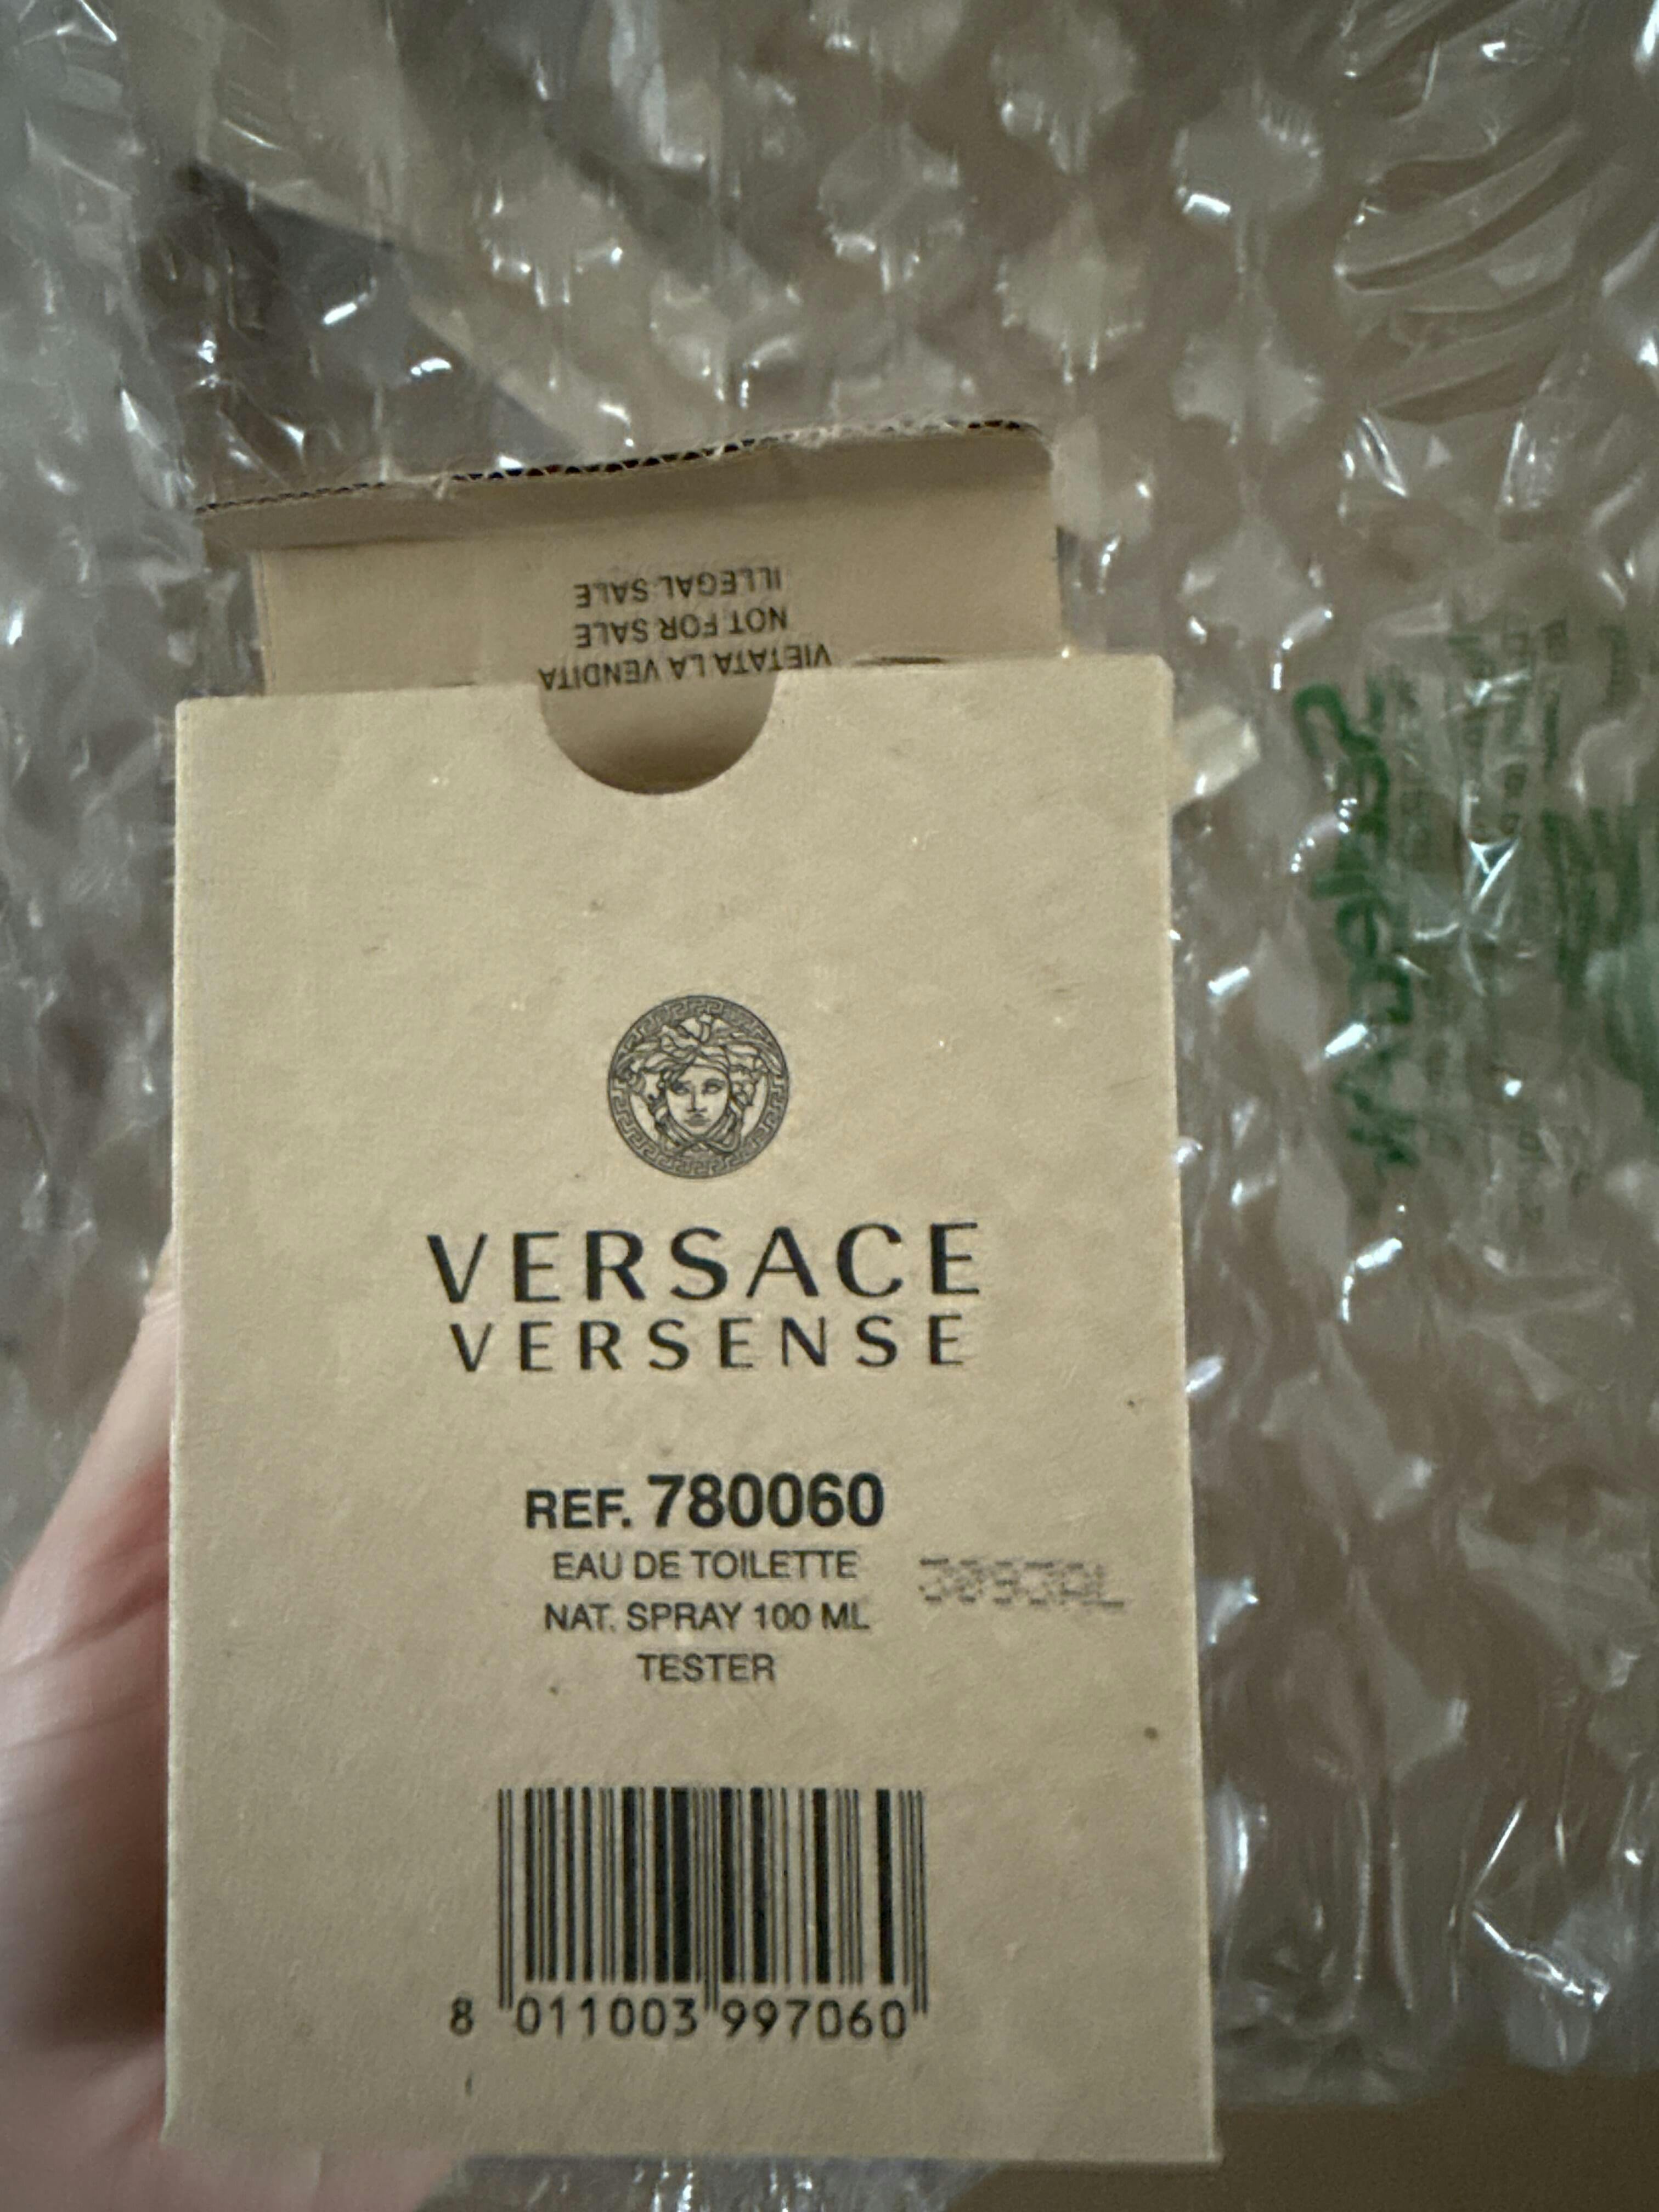 ILLEGAL SALE
NOT FOR SALE
VIETATA LA VENDITA
VERSACE
VERSENSE
REF. 780060
EAU DE TOILETTE
NAT. SPRAY 100 ML
TESTER
8 011003 997060